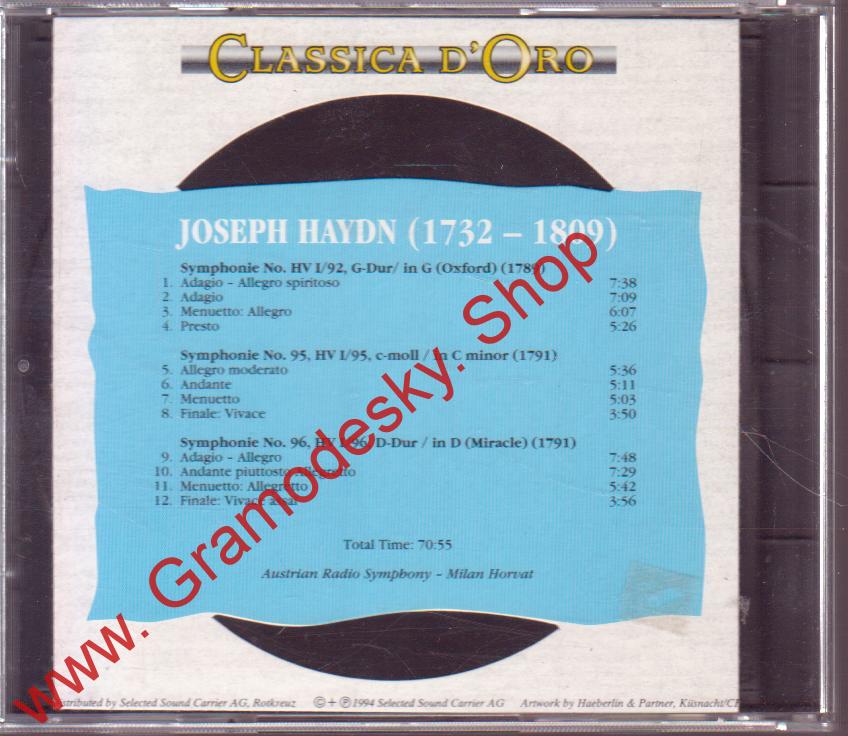 CLASSICA D'ORO
JOSEPH HAYDN (1732 – 1809)
Symphonie No. HV I/92, G-Dur/ in G (Oxford) (1789)
1. Adagio – Allegro spiritoso 7:38
2. Adagio 7:09
3. Menuetto: Allegro 6:07
4. Presto 5:26
Symphonie No. 95, HV I/95, c-moll / in C minor (1791)
5. Allegro moderato 5:36
6. Andante 5:11
7. Menuetto 5:03
8. Finale: Vivace 3:50
Symphonie No. 96, HV I/96, D-Dur / in D (Miracle) (1791)
9. Adagio – Allegro 7:48
10. Andante piuttosto Allegretto 7:29
11. Menuetto: Allegretto 5:42
12. Finale: Vivace assai 3:56
Total Time: 70:55
Austrian Radio Symphony – Milan Horvat
by Selected Sound Carrier AG, Rotkreuz © + ℗ 1994 Selected Sound Carrier AG Artwork by Haeberlin & Partner, Küsnacht/
www. Gramodesky. Shop